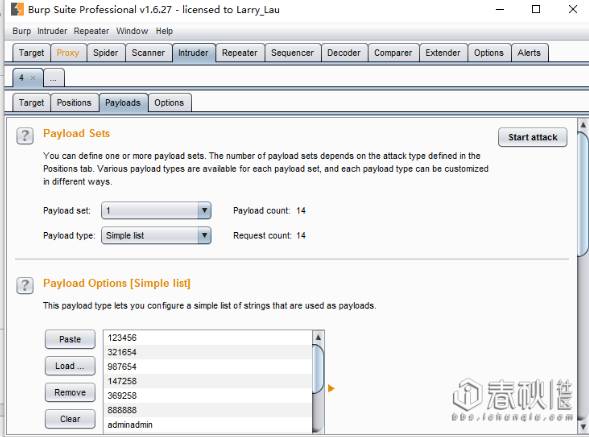 Burp Suite Professional v1.6.27 - licensed to Larry_Lau
Burp Intruder Repeater Window Help
Target Proxy Spider Scanner Intruder Repeater Sequencer Decoder Comparer Extender Options Alerts
4 × ...
Target Positions Payloads Options
? Payload Sets
Start attack
You can define one or more payload sets. The number of payload sets depends on the attack type defined in the
Positions tab. Various payload types are available for each payload set, and each payload type can be customized
in different ways.
Payload set: 1 Payload count: 14
Payload type: Simple list Request count: 14
? Payload Options [Simple list]
This payload type lets you configure a simple list of strings that are used as payloads.
Paste
Load ...
Remove
Clear
123456
321654
987654
147258
369258
888888
adminadmin
春秋社区
bbs.ichunqiu.com